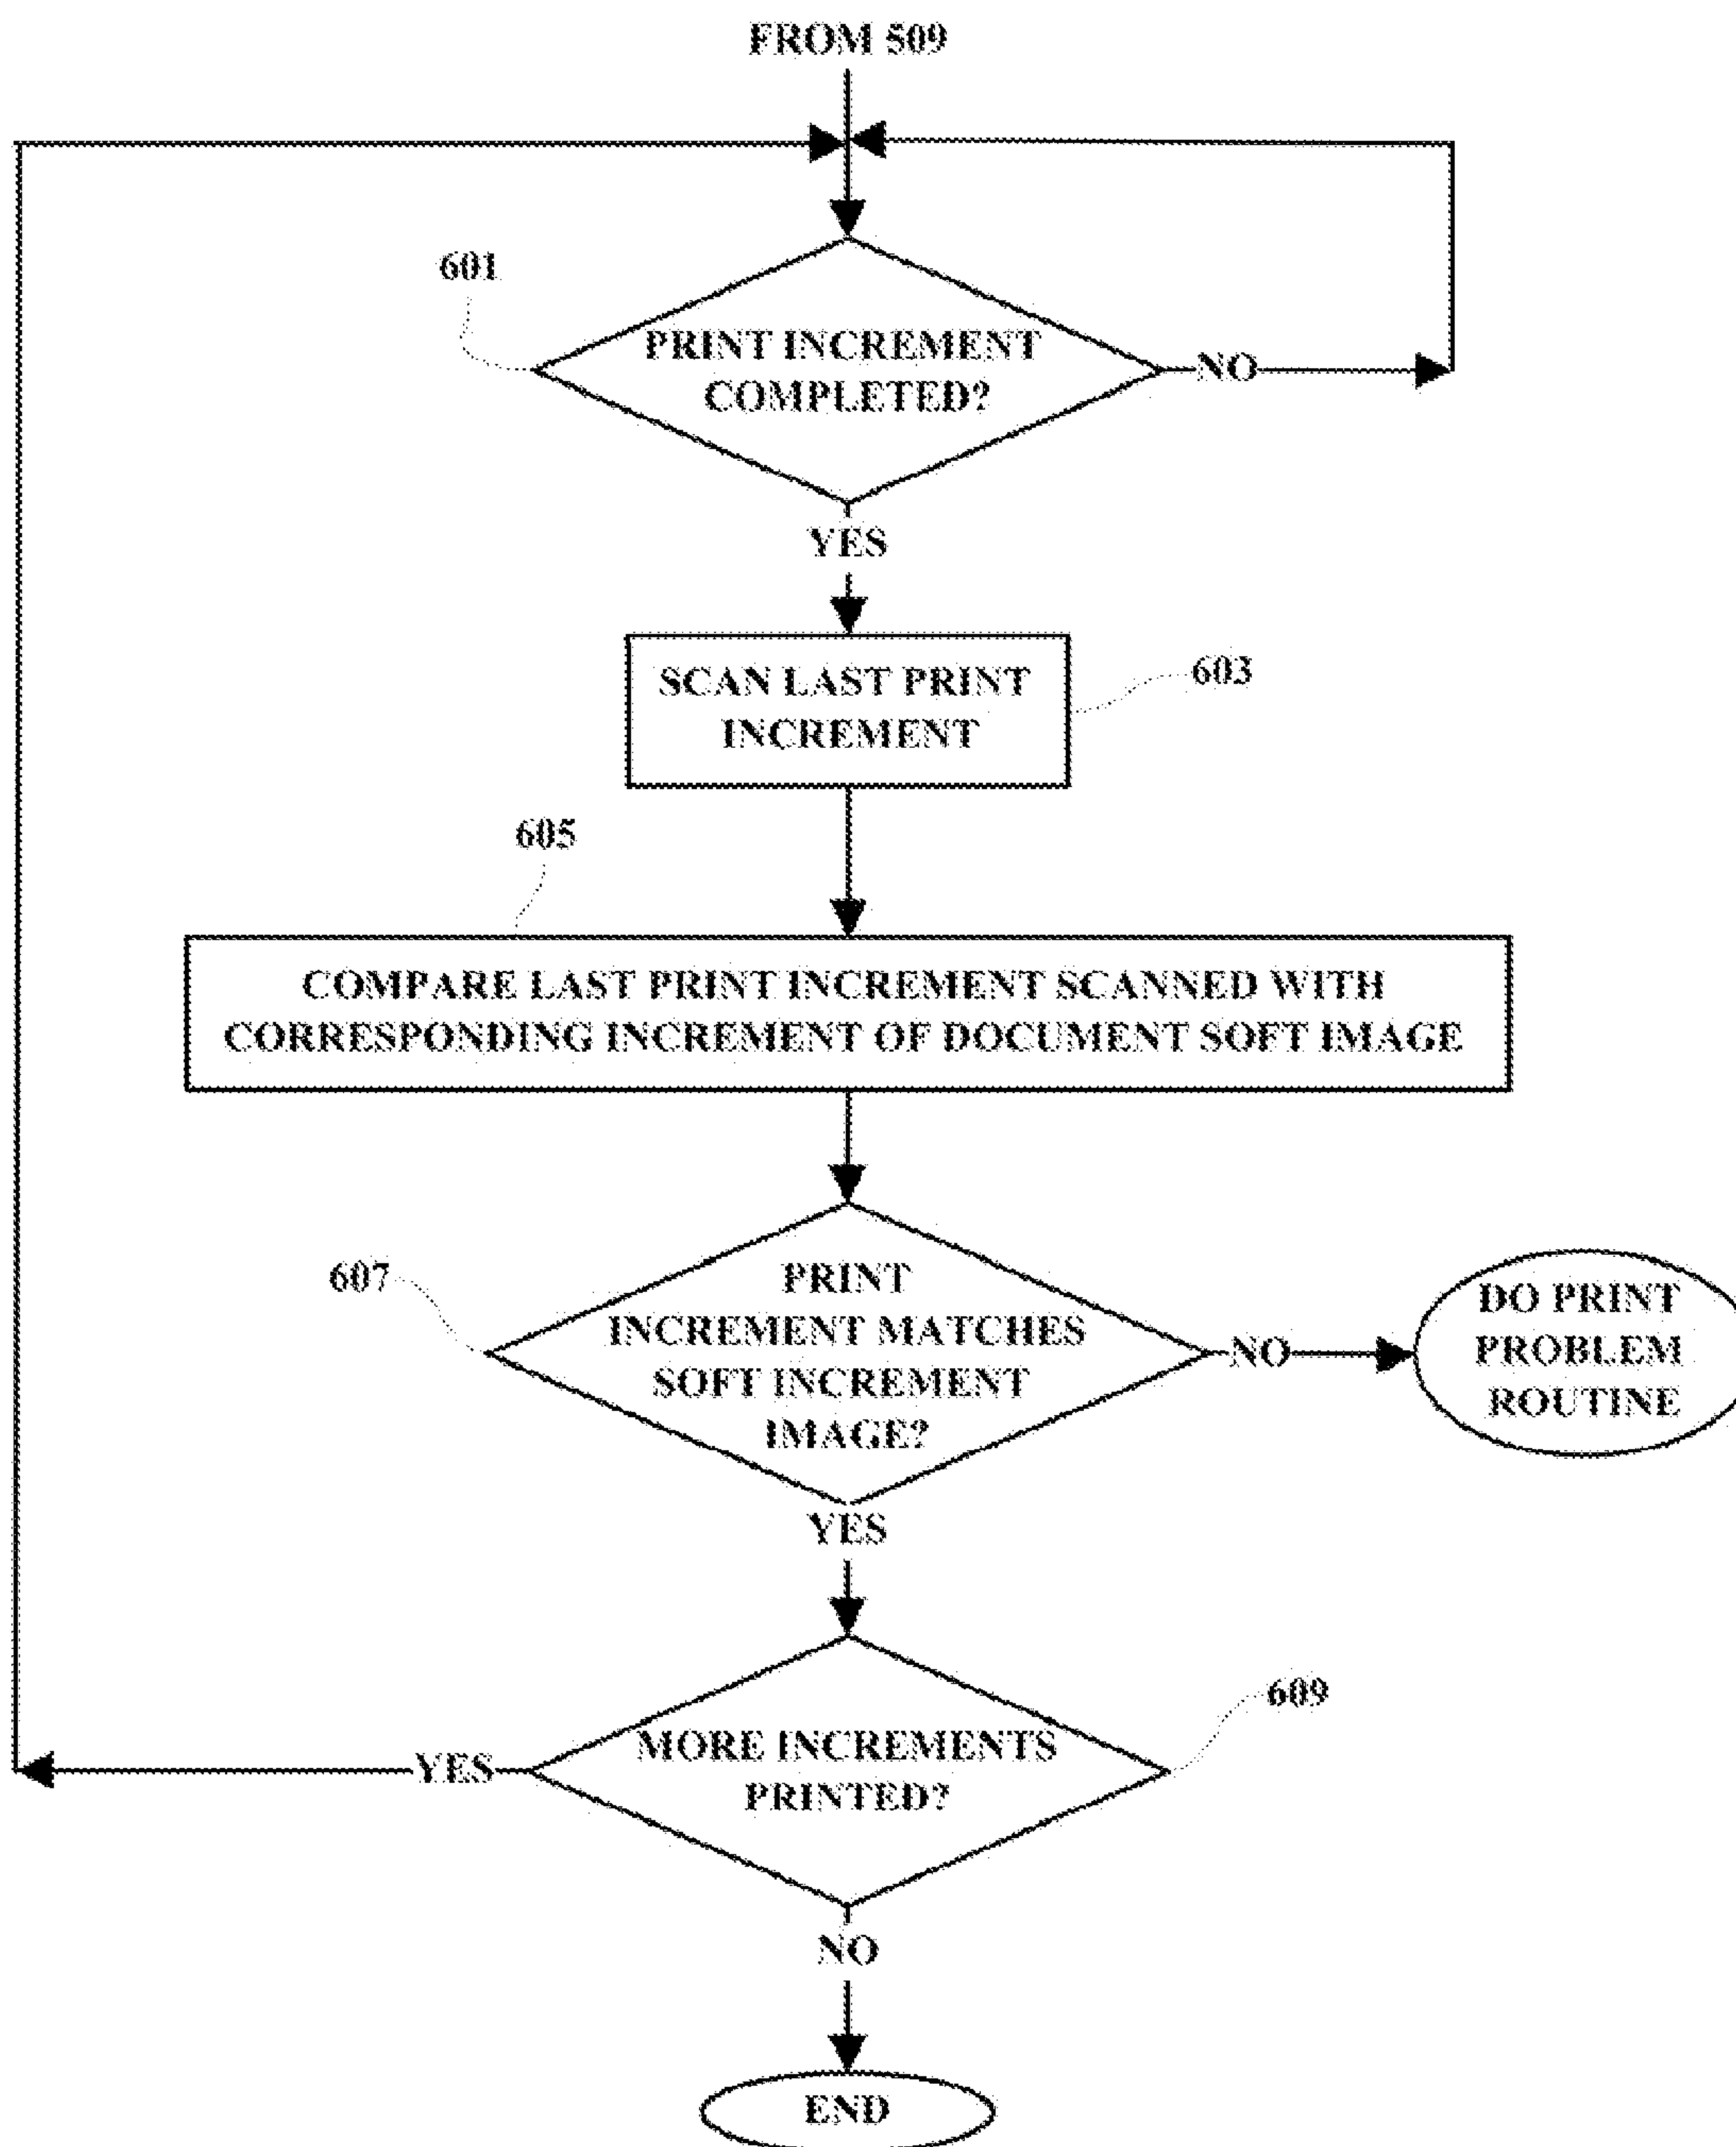 FROM 509
601
PRINT INCREMENT
COMPLETED?
NO
YES
SCAN LAST PRINT
INCREMENT
603
605
COMPARE LAST PRINT INCREMENT SCANNED WITH
CORRESPONDING INCREMENT OF DOCUMENT SOFT IMAGE
607
PRINT
INCREMENT MATCHES
SOFT INCREMENT
IMAGE?
NO
DO PRINT
PROBLEM
ROUTINE
YES
609
MORE INCREMENTS
PRINTED?
YES
NO
END